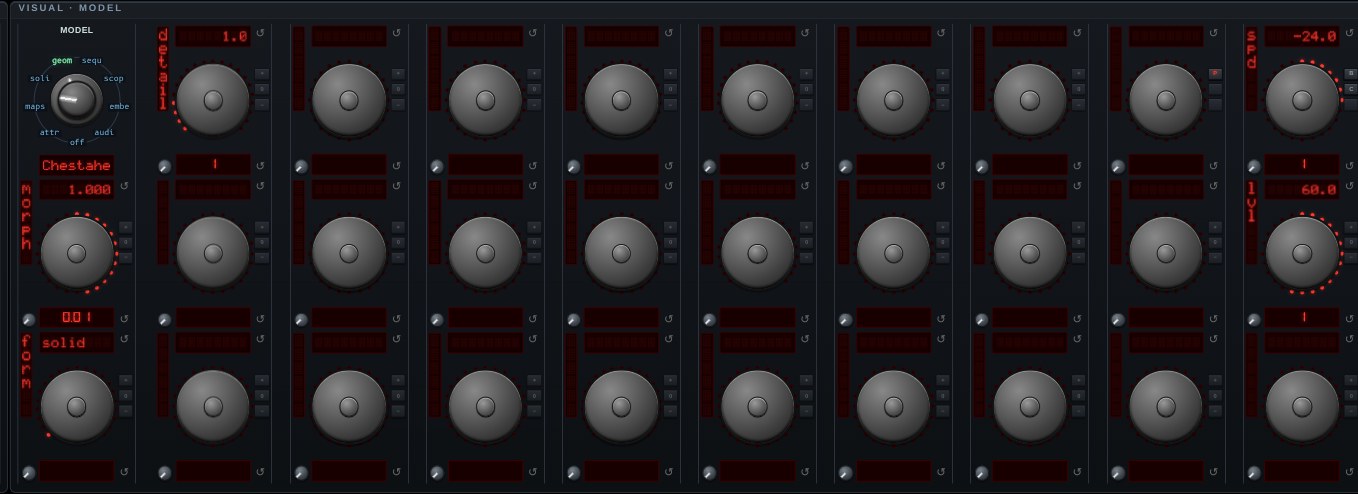 VISUAL · MODEL
MODEL
geom sequ
soli scop
maps embe
attr audi
off
detail 1.0
spd -24.0
P
Chestahe
1
1
morph 1.000
lvl 60.0
0.01
1
form solid